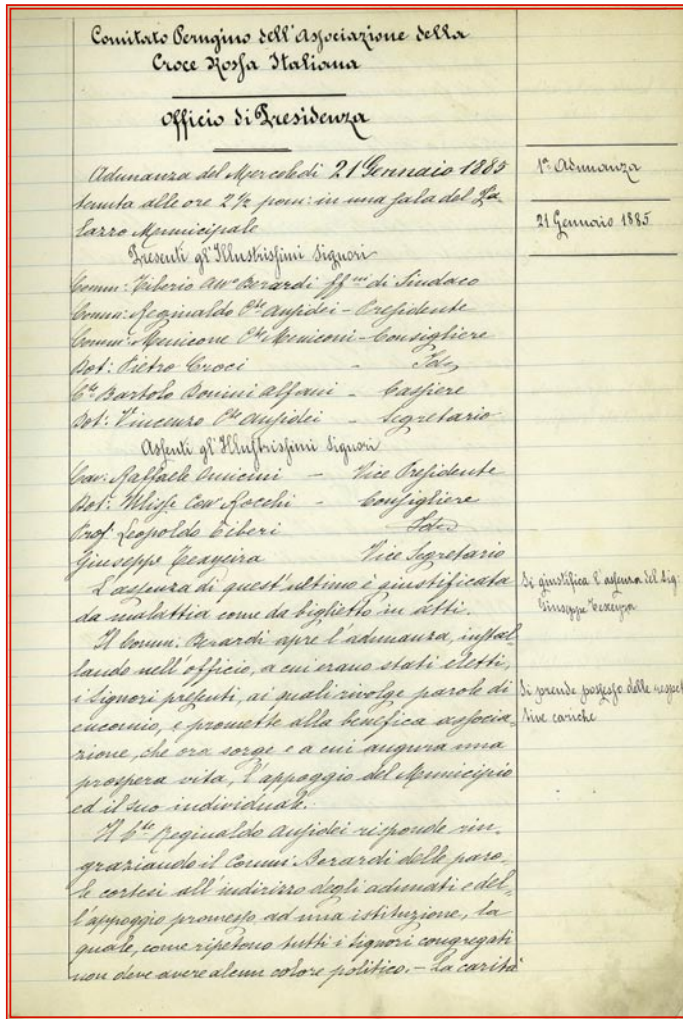 Comitato Perugino dell'Associazione della
Croce Rossa Italiana
Officio di Presidenza
Adunanza del Mercoledì 21 Gennaio 1885
tenuta alle ore 2 ½ pom: in una sala del Pa-
lazzo Municipale
Presenti gl'Illustrissimi Signori
Comm: Tiberio Avv.º Berardi ff.ni di Sindaco
Comm: Reginaldo C.te Ansidei - Presidente
Comm: Menicone C.te Meniconi - Consigliere
Dot: Pietro Croci - Id.
C.te Bartolo Bonini Alfani - Cassiere
Dot: Vincenzo C.te Ansidei - Segretario
Assenti gl'Illustrissimi Signori
Cav: Raffaele Omicini - Vice Presidente
Dot: Ulisse Cav. Rocchi - Consigliere
Prof: Leopoldo Tiberi Id.
Giuseppe Texeira Vice Segretario
L'assenza di quest'ultimo è giustificata
da malattia come da biglietto in atti.
Il Comm: Berardi apre l'adunanza, instal-
lando nell'officio, a cui erano stati eletti,
i Signori presenti, ai quali rivolge parole di
encomio, e promette alla benefica associa-
zione, che ora sorge e a cui augura una
prospera vita, l'appoggio del Municipio
ed il suo individuale.
Il C.te Reginaldo Ansidei risponde rin-
graziando il Comm: Berardi delle paro-
le cortesi all'indirizzo degli adunati e del-
l'appoggio promesso ad una istituzione, la
quale, come ripetono tutti i signori congregati
non deve avere alcun colore politico. - La carità
1ª Adunanza
21 Gennaio 1885
Si giustifica l'assenza del Sig:
Giuseppe Texeira
Si prende possesso delle rispet-
tive cariche